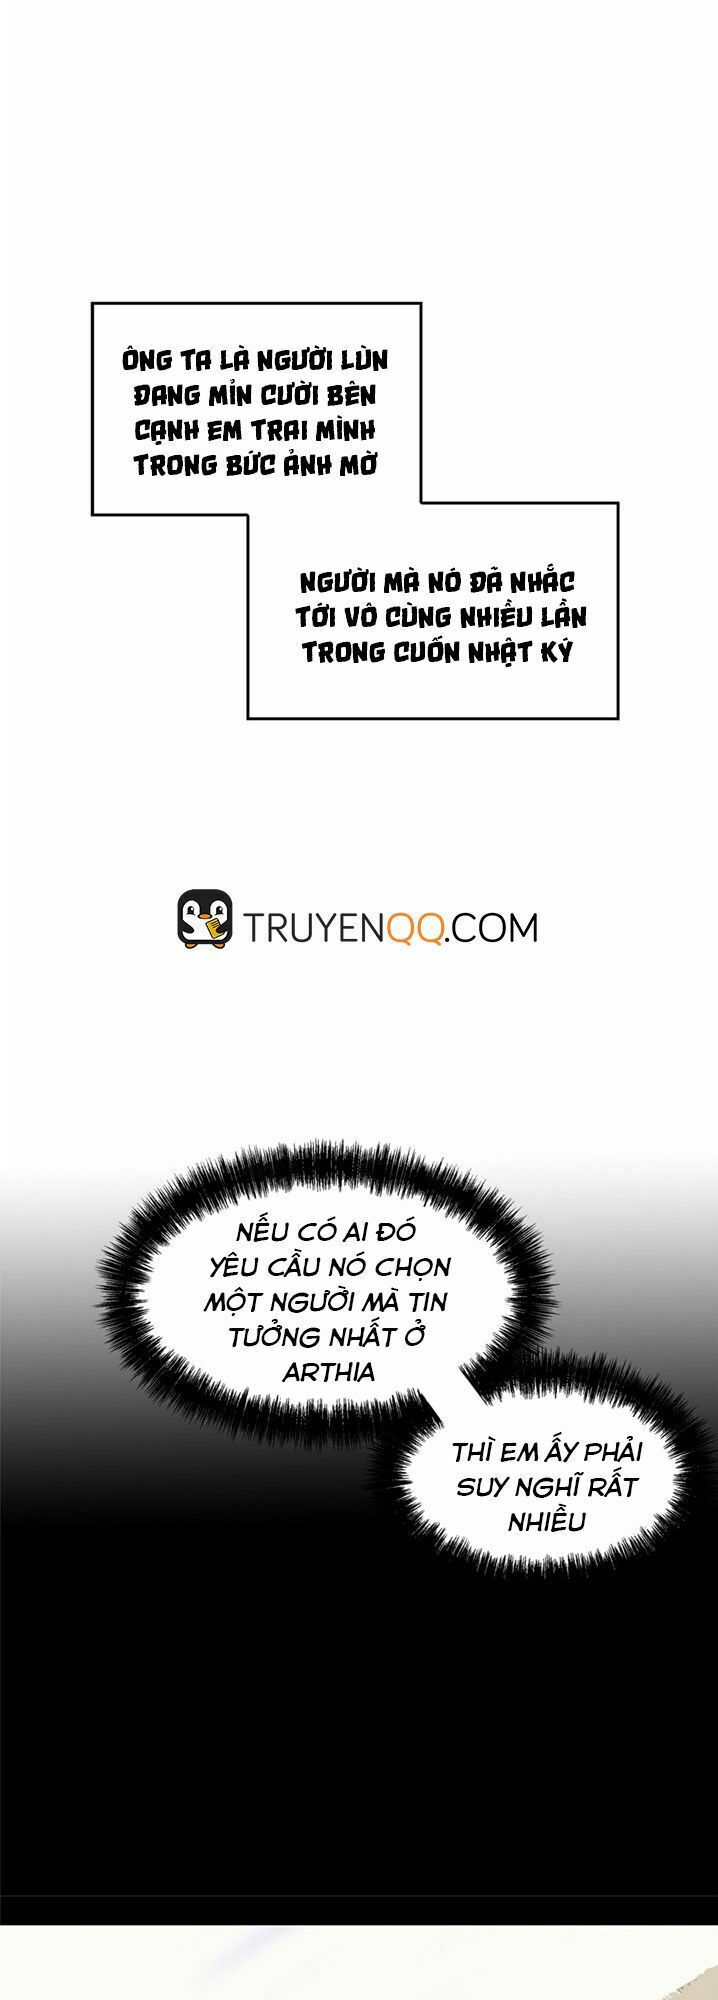 ÔNG TA LÀ NGƯỜI LÙN
ĐANG MỈN CƯỜI BÊN
CẠNH EM TRAI MÌNH
TRONG BỨC ẢNH MỜ
NGƯỜI MÀ NÓ ĐÃ NHẮC
TỚI VÔ CÙNG NHIỀU LẦN
TRONG CUỐN NHẬT KÝ
TRUYENQQ.COM
NẾU CÓ AI ĐÓ
YÊU CẦU NÓ CHỌN
MỘT NGƯỜI MÀ TIN
TƯỞNG NHẤT Ở
ARTHIA
THÌ EM ẤY PHẢI
SUY NGHĨ RẤT
NHIỀU